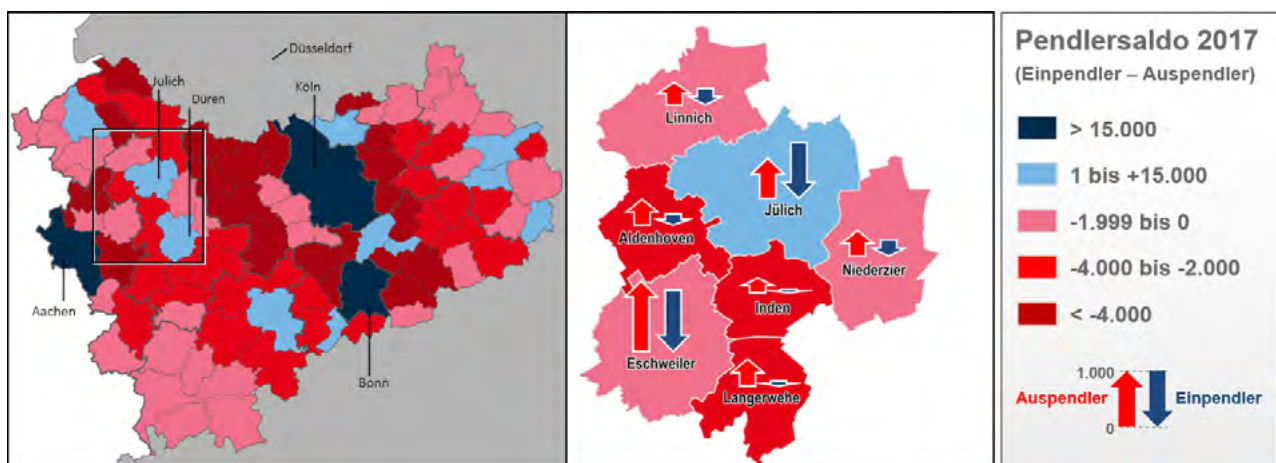 Düsseldorf
Jülich
Köln
Düren
Aachen
Bonn
Linnich
Jülich
Aldenhoven
Niederzier
Inden
Eschweiler
Langerwehe
Pendlersaldo 2017
(Einpendler – Auspendler)
> 15.000
1 bis +15.000
-1.999 bis 0
-4.000 bis -2.000
< -4.000
1.000
Auspendler
Einpendler
0